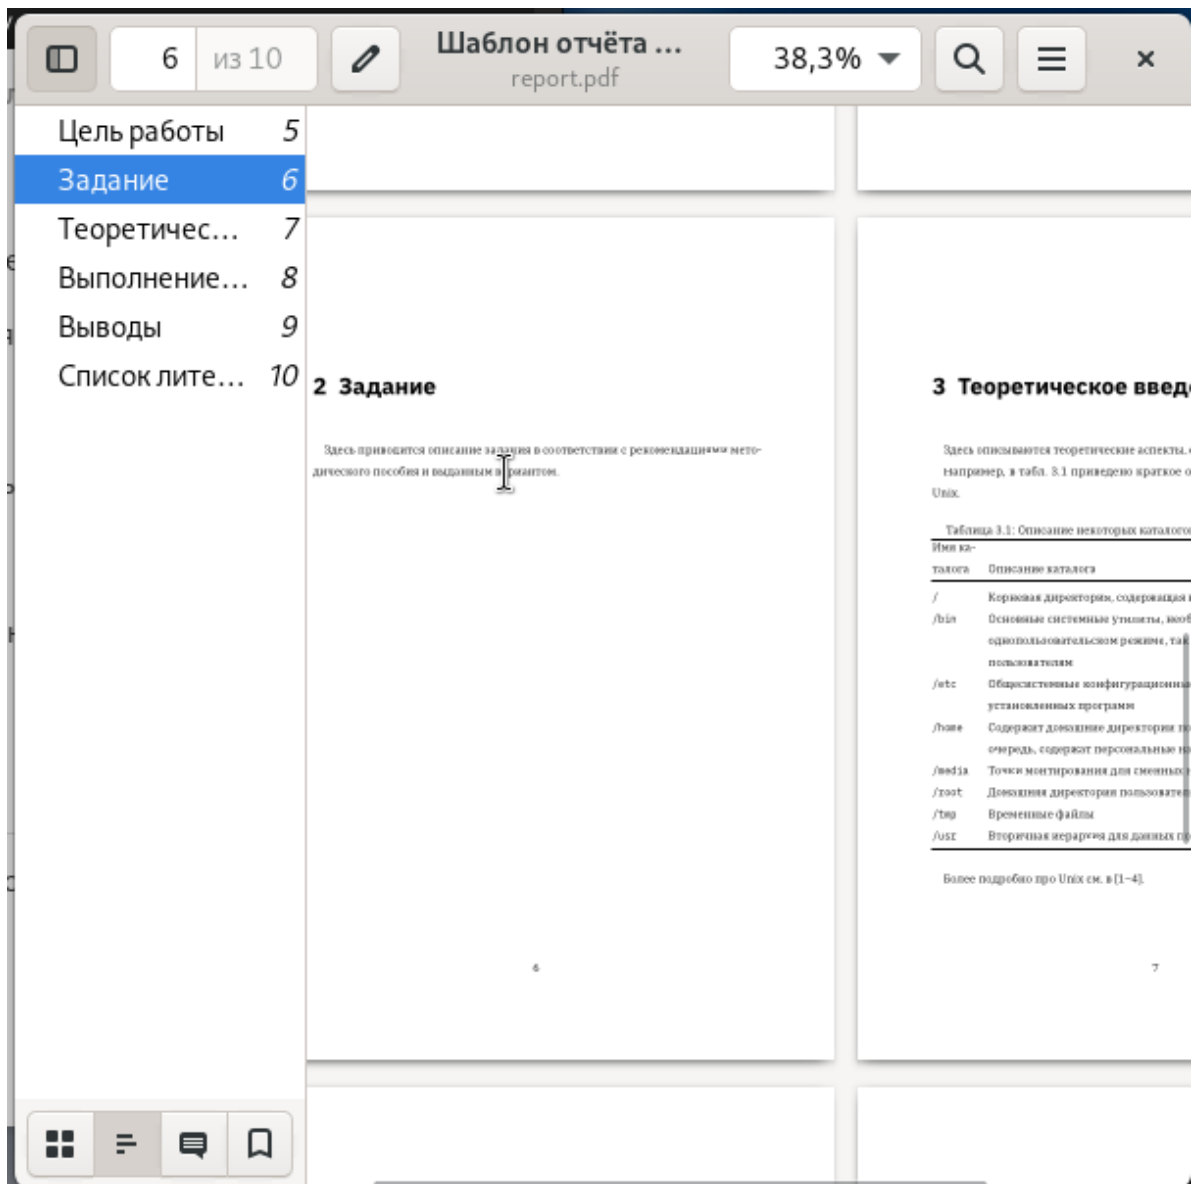 6 из 10
Шаблон отчёта ...
report.pdf
38,3%
Цель работы 5
Задание 6
Теоретичес... 7
Выполнение... 8
Выводы 9
Список лите... 10
2 Задание
Здесь приводится описание задания в соответствии с рекомендациями мето-
дического пособия и выданным вариантом.
6
3 Теоретическое введ
Здесь описываются теоретические аспекты,
Например, в табл. 3.1 приведено краткое
Unix.
Таблица 3.1: Описание некоторых каталого
Имя ка-
талога Описание каталога
/ Корневая директория, содержащая
/bin Основные системные утилиты, необ
однопользовательском режиме, так
пользователям
/etc Общесистемные конфигурационны
установленных программ
/home Содержит домашние директории по
очередь, содержат персональные на
/media Точки монтирования для сменных
/root Домашняя директория пользовател
/tmp Временные файлы
/usr Вторичная иерархия для данных по
Более подробно про Unix см. в [1–4].
7